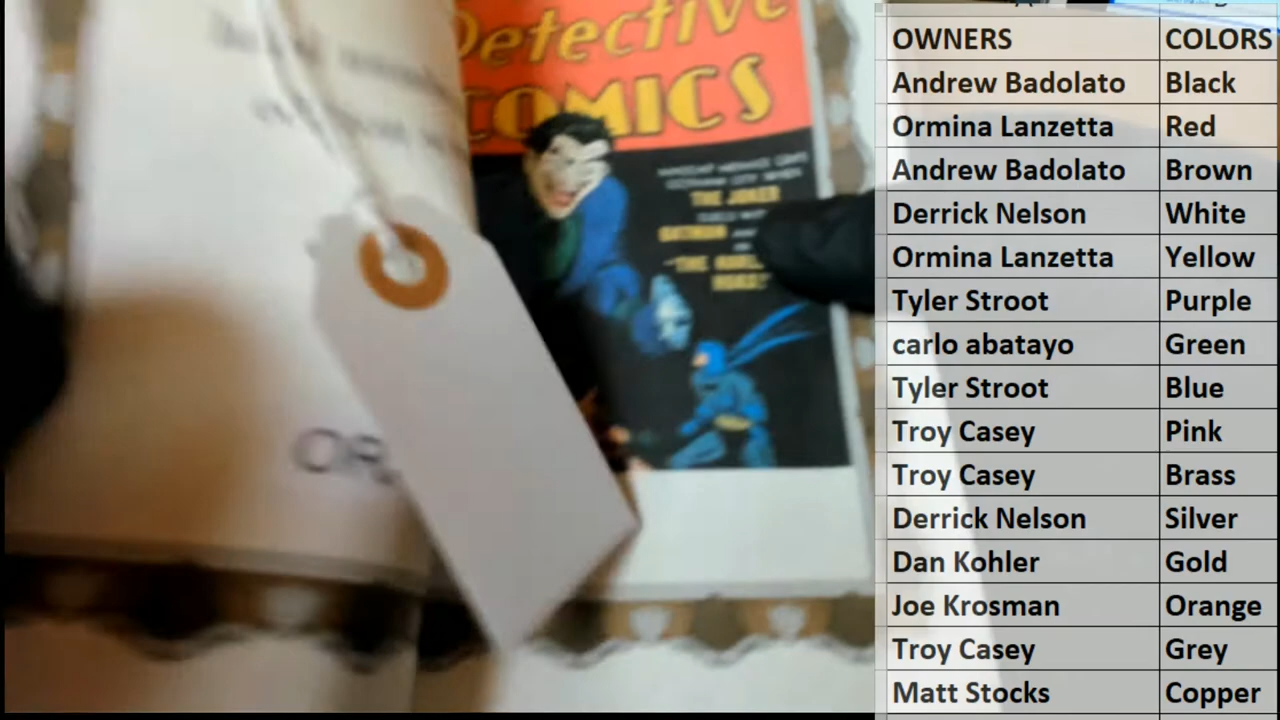 Detective
COMICS
THE JOKER
BATMAN
OR
OWNERS COLORS
Andrew Badolato Black
Ormina Lanzetta Red
Andrew Badolato Brown
Derrick Nelson White
Ormina Lanzetta Yellow
Tyler Stroot Purple
carlo abatayo Green
Tyler Stroot Blue
Troy Casey Pink
Troy Casey Brass
Derrick Nelson Silver
Dan Kohler Gold
Joe Krosman Orange
Troy Casey Grey
Matt Stocks Copper